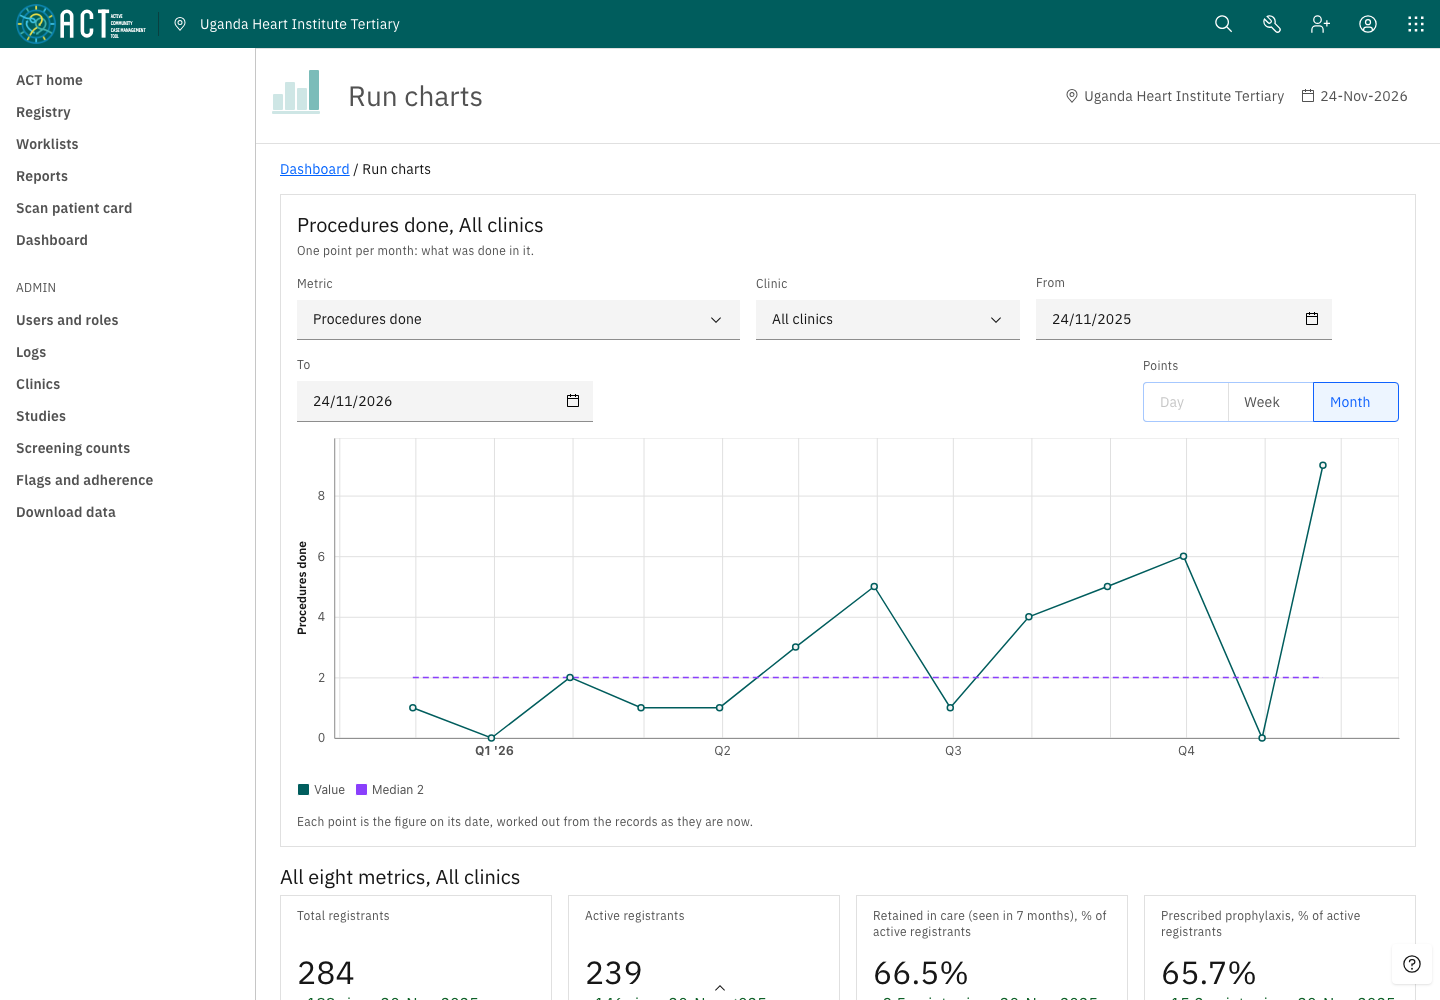 ACT
ACTIVE
COMMUNITY
CASE MANAGEMENT
TOOL
Uganda Heart Institute Tertiary
ACT home
Registry
Worklists
Reports
Scan patient card
Dashboard
ADMIN
Users and roles
Logs
Clinics
Studies
Screening counts
Flags and adherence
Download data
Run charts
Uganda Heart Institute Tertiary
24-Nov-2026
Dashboard / Run charts
Procedures done, All clinics
One point per month: what was done in it.
Metric
Procedures done
Clinic
All clinics
From
24/11/2025
To
24/11/2026
Points
Day
Week
Month
Procedures done
8
6
4
2
0
Q1 '26
Q2
Q3
Q4
Value
Median 2
Each point is the figure on its date, worked out from the records as they are now.
All eight metrics, All clinics
Total registrants
284
Active registrants
239
Retained in care (seen in 7 months), % of
active registrants
66.5%
Prescribed prophylaxis, % of active
registrants
65.7%